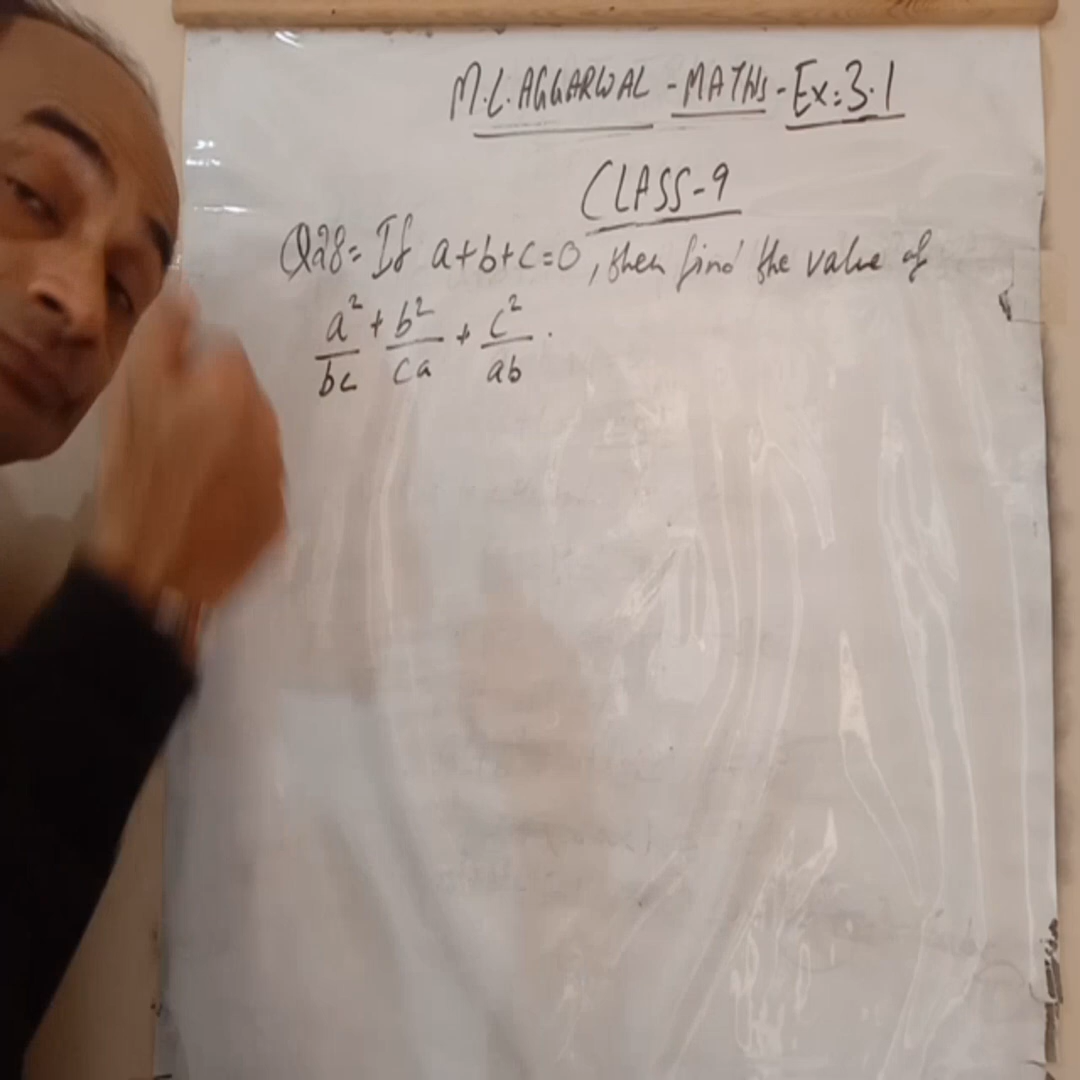 M.L.AGGARWAL - MATHS - Ex:3.1
CLASS-9
Q28= If a+b+c=0, then find the value of
a²/bc + b²/ca + c²/ab.